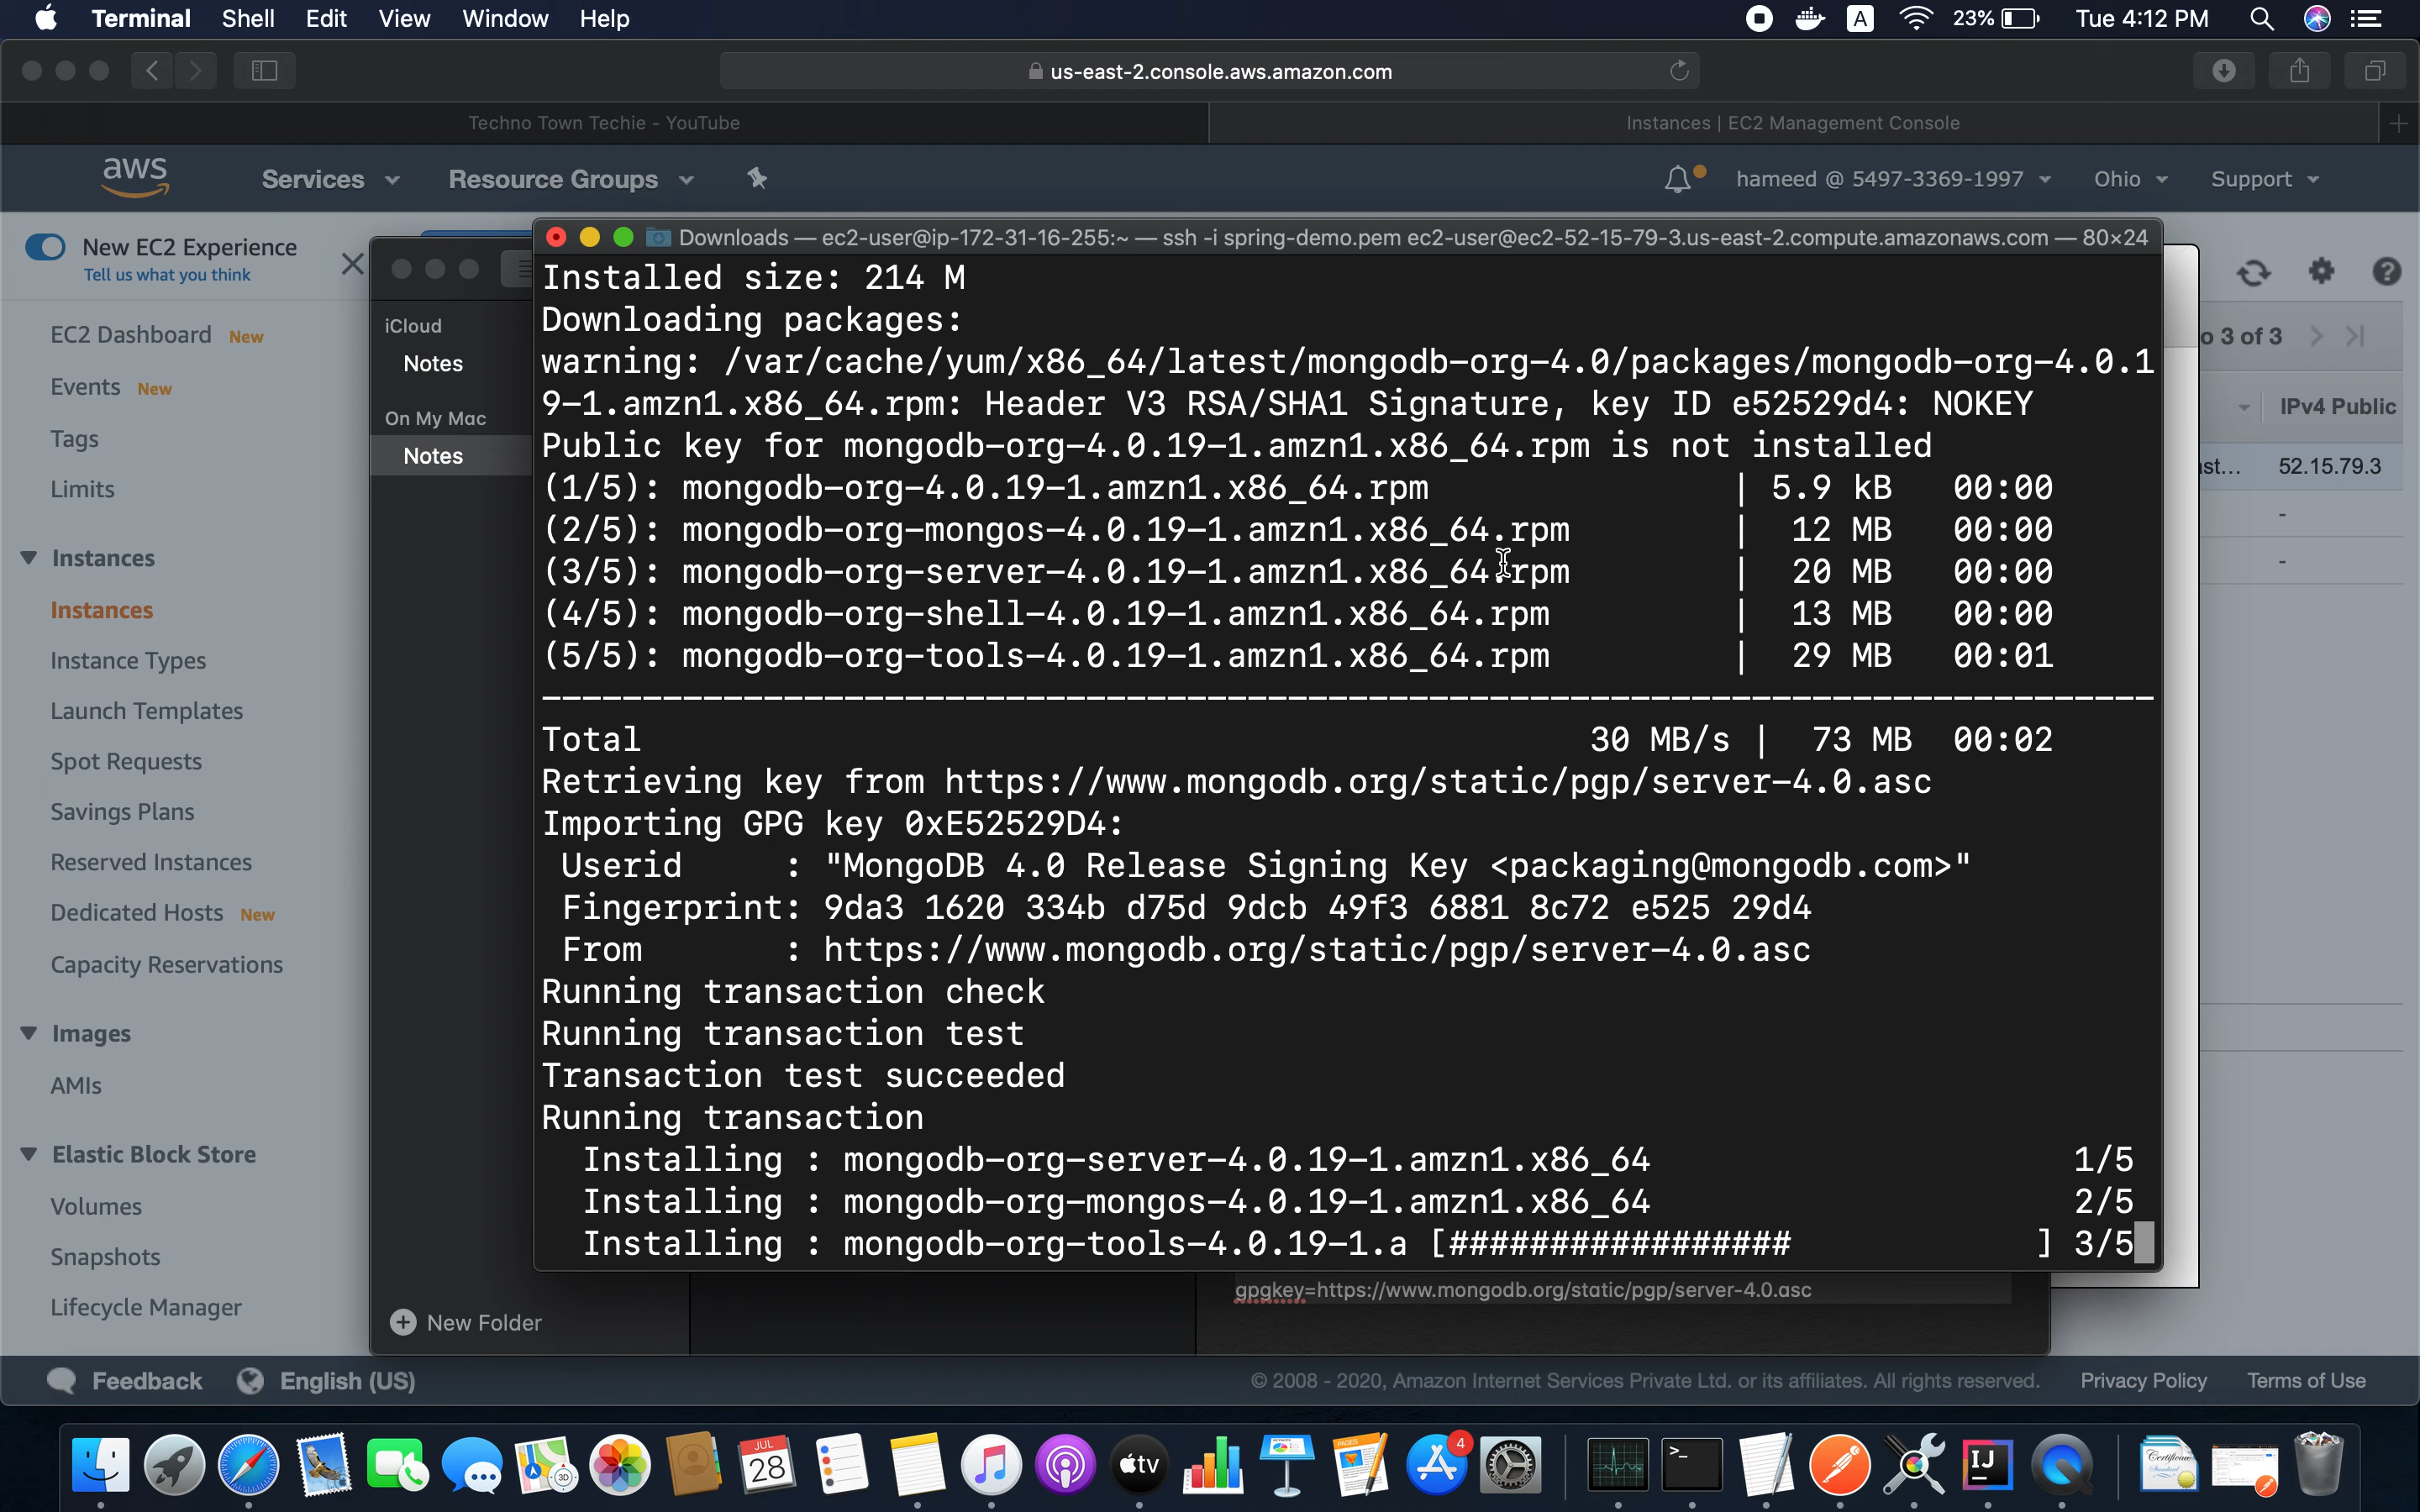 Terminal Shell Edit View Window Help
A 23% Tue 4:12 PM
us-east-2.console.aws.amazon.com
Techno Town Techie - YouTube
Instances | EC2 Management Console
aws Services Resource Groups
hameed @ 5497-3369-1997 Ohio Support
New EC2 Experience
Tell us what you think
EC2 Dashboard New
Events New
Tags
Limits
Instances
Instances
Instance Types
Launch Templates
Spot Requests
Savings Plans
Reserved Instances
Dedicated Hosts New
Capacity Reservations
Images
AMIs
Elastic Block Store
Volumes
Snapshots
Lifecycle Manager
iCloud
Notes
On My Mac
Notes
New Folder
Downloads — ec2-user@ip-172-31-16-255:~ — ssh -i spring-demo.pem ec2-user@ec2-52-15-79-3.us-east-2.compute.amazonaws.com — 80×24
Installed size: 214 M
Downloading packages:
warning: /var/cache/yum/x86_64/latest/mongodb-org-4.0/packages/mongodb-org-4.0.1
9-1.amzn1.x86_64.rpm: Header V3 RSA/SHA1 Signature, key ID e52529d4: NOKEY
Public key for mongodb-org-4.0.19-1.amzn1.x86_64.rpm is not installed
(1/5): mongodb-org-4.0.19-1.amzn1.x86_64.rpm | 5.9 kB 00:00
(2/5): mongodb-org-mongos-4.0.19-1.amzn1.x86_64.rpm | 12 MB 00:00
(3/5): mongodb-org-server-4.0.19-1.amzn1.x86_64.rpm | 20 MB 00:00
(4/5): mongodb-org-shell-4.0.19-1.amzn1.x86_64.rpm | 13 MB 00:00
(5/5): mongodb-org-tools-4.0.19-1.amzn1.x86_64.rpm | 29 MB 00:01
--------------------------------------------------------------------------------
Total 30 MB/s | 73 MB 00:02
Retrieving key from https://www.mongodb.org/static/pgp/server-4.0.asc
Importing GPG key 0xE52529D4:
Userid : "MongoDB 4.0 Release Signing Key <packaging@mongodb.com>"
Fingerprint: 9da3 1620 334b d75d 9dcb 49f3 6881 8c72 e525 29d4
From : https://www.mongodb.org/static/pgp/server-4.0.asc
Running transaction check
Running transaction test
Transaction test succeeded
Running transaction
Installing : mongodb-org-server-4.0.19-1.amzn1.x86_64 1/5
Installing : mongodb-org-mongos-4.0.19-1.amzn1.x86_64 2/5
Installing : mongodb-org-tools-4.0.19-1.a [################# ] 3/5
gpgkey=https://www.mongodb.org/static/pgp/server-4.0.asc
o 3 of 3
IPv4 Public
st... 52.15.79.3
-
-
Feedback English (US)
© 2008 - 2020, Amazon Internet Services Private Ltd. or its affiliates. All rights reserved. Privacy Policy Terms of Use
3D
JUL
28
tv
PAGES
4
>_
IJ